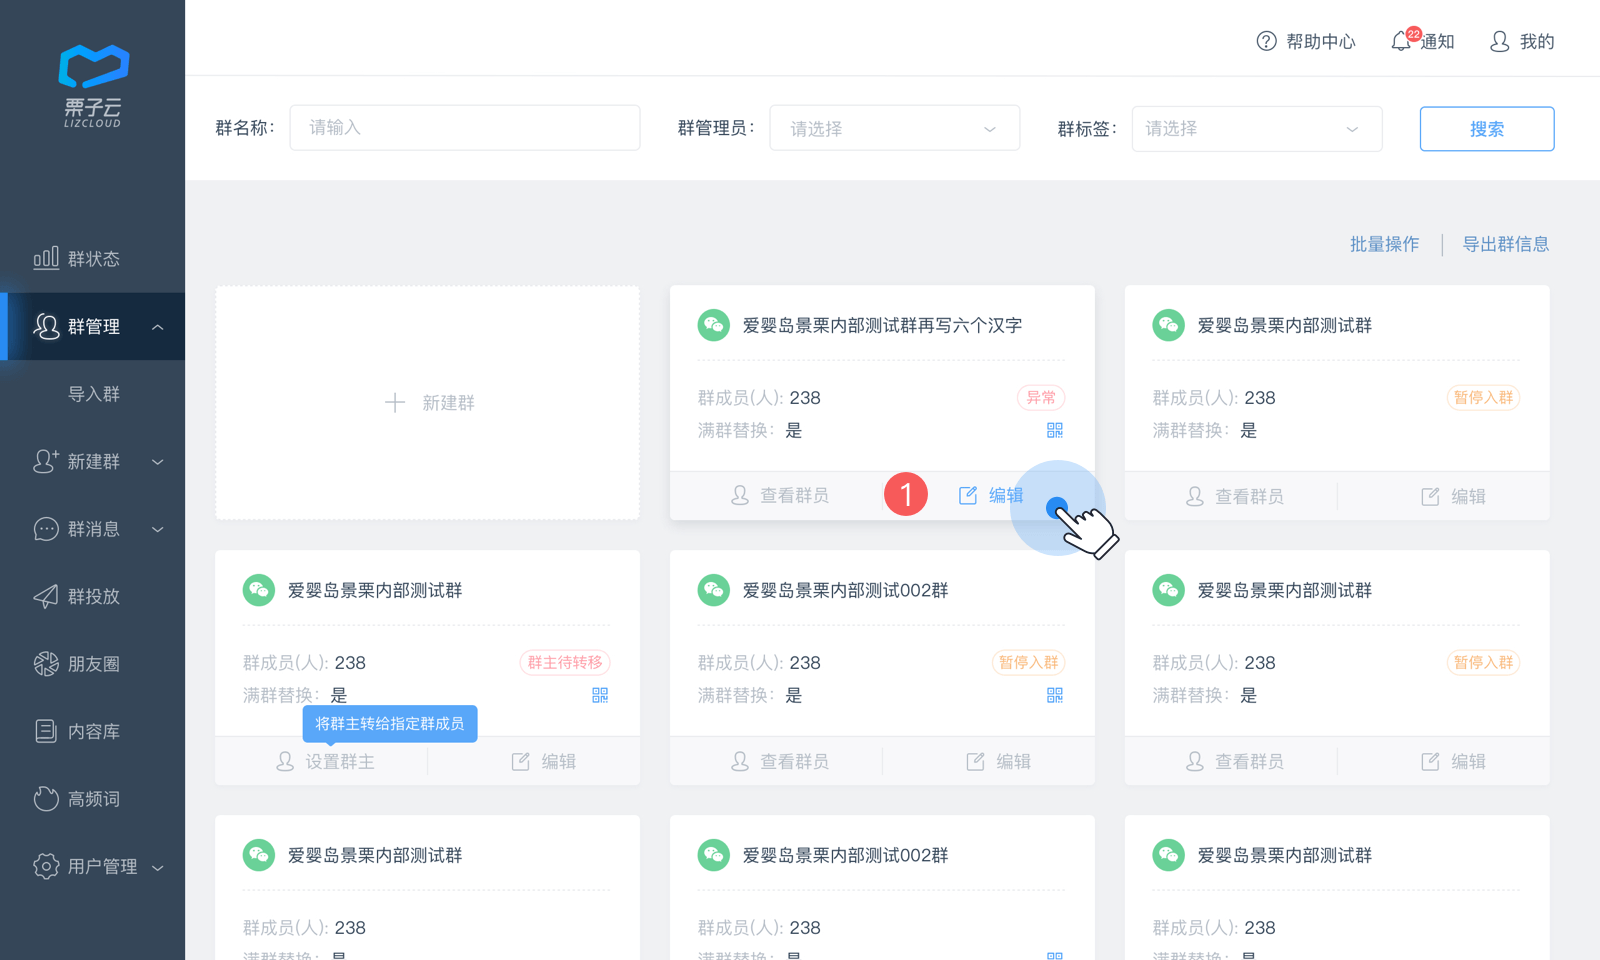 栗子云
LIZCLOUD
群状态
群管理
导入群
新建群
群消息
群投放
朋友圈
内容库
高频词
用户管理
帮助中心
22
通知
我的
群名称：
请输入
群管理员：
请选择
群标签：
请选择
搜索
批量操作
导出群信息
新建群
爱婴岛景栗内部测试群再写六个汉字
群成员(人): 238
异常
满群替换： 是
查看群员
1
编辑
爱婴岛景栗内部测试群
群成员(人): 238
暂停入群
满群替换： 是
查看群员
编辑
爱婴岛景栗内部测试群
群成员(人): 238
群主待转移
满群替换： 是
将群主转给指定群成员
设置群主
编辑
爱婴岛景栗内部测试002群
群成员(人): 238
暂停入群
满群替换： 是
查看群员
编辑
爱婴岛景栗内部测试群
群成员(人): 238
暂停入群
满群替换： 是
查看群员
编辑
爱婴岛景栗内部测试群
群成员(人): 238
满群替换： 是
爱婴岛景栗内部测试002群
群成员(人): 238
满群替换： 是
爱婴岛景栗内部测试群
群成员(人): 238
满群替换： 是